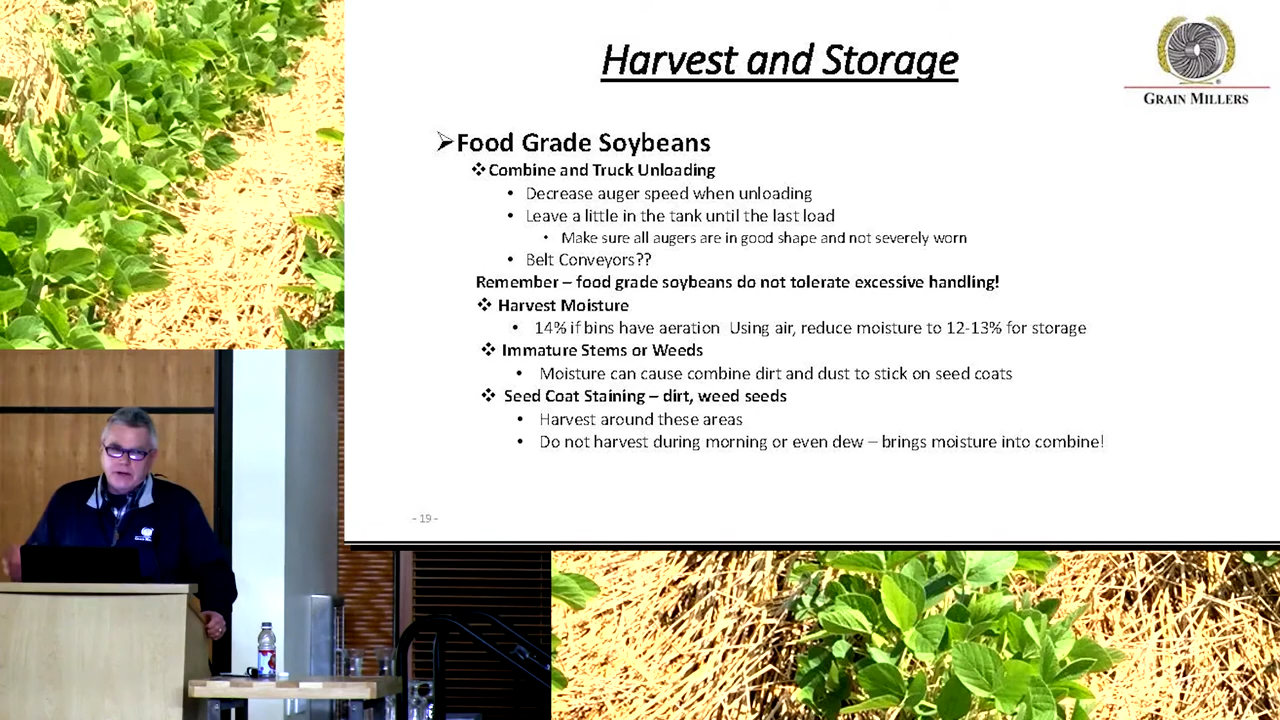 Harvest and Storage
GRAIN MILLERS
Food Grade Soybeans
Combine and Truck Unloading
Decrease auger speed when unloading
Leave a little in the tank until the last load
Make sure all augers are in good shape and not severely worn
Belt Conveyors??
Remember – food grade soybeans do not tolerate excessive handling!
Harvest Moisture
14% if bins have aeration Using air, reduce moisture to 12-13% for storage
Immature Stems or Weeds
Moisture can cause combine dirt and dust to stick on seed coats
Seed Coat Staining – dirt, weed seeds
Harvest around these areas
Do not harvest during morning or even dew – brings moisture into combine!
- 19 -